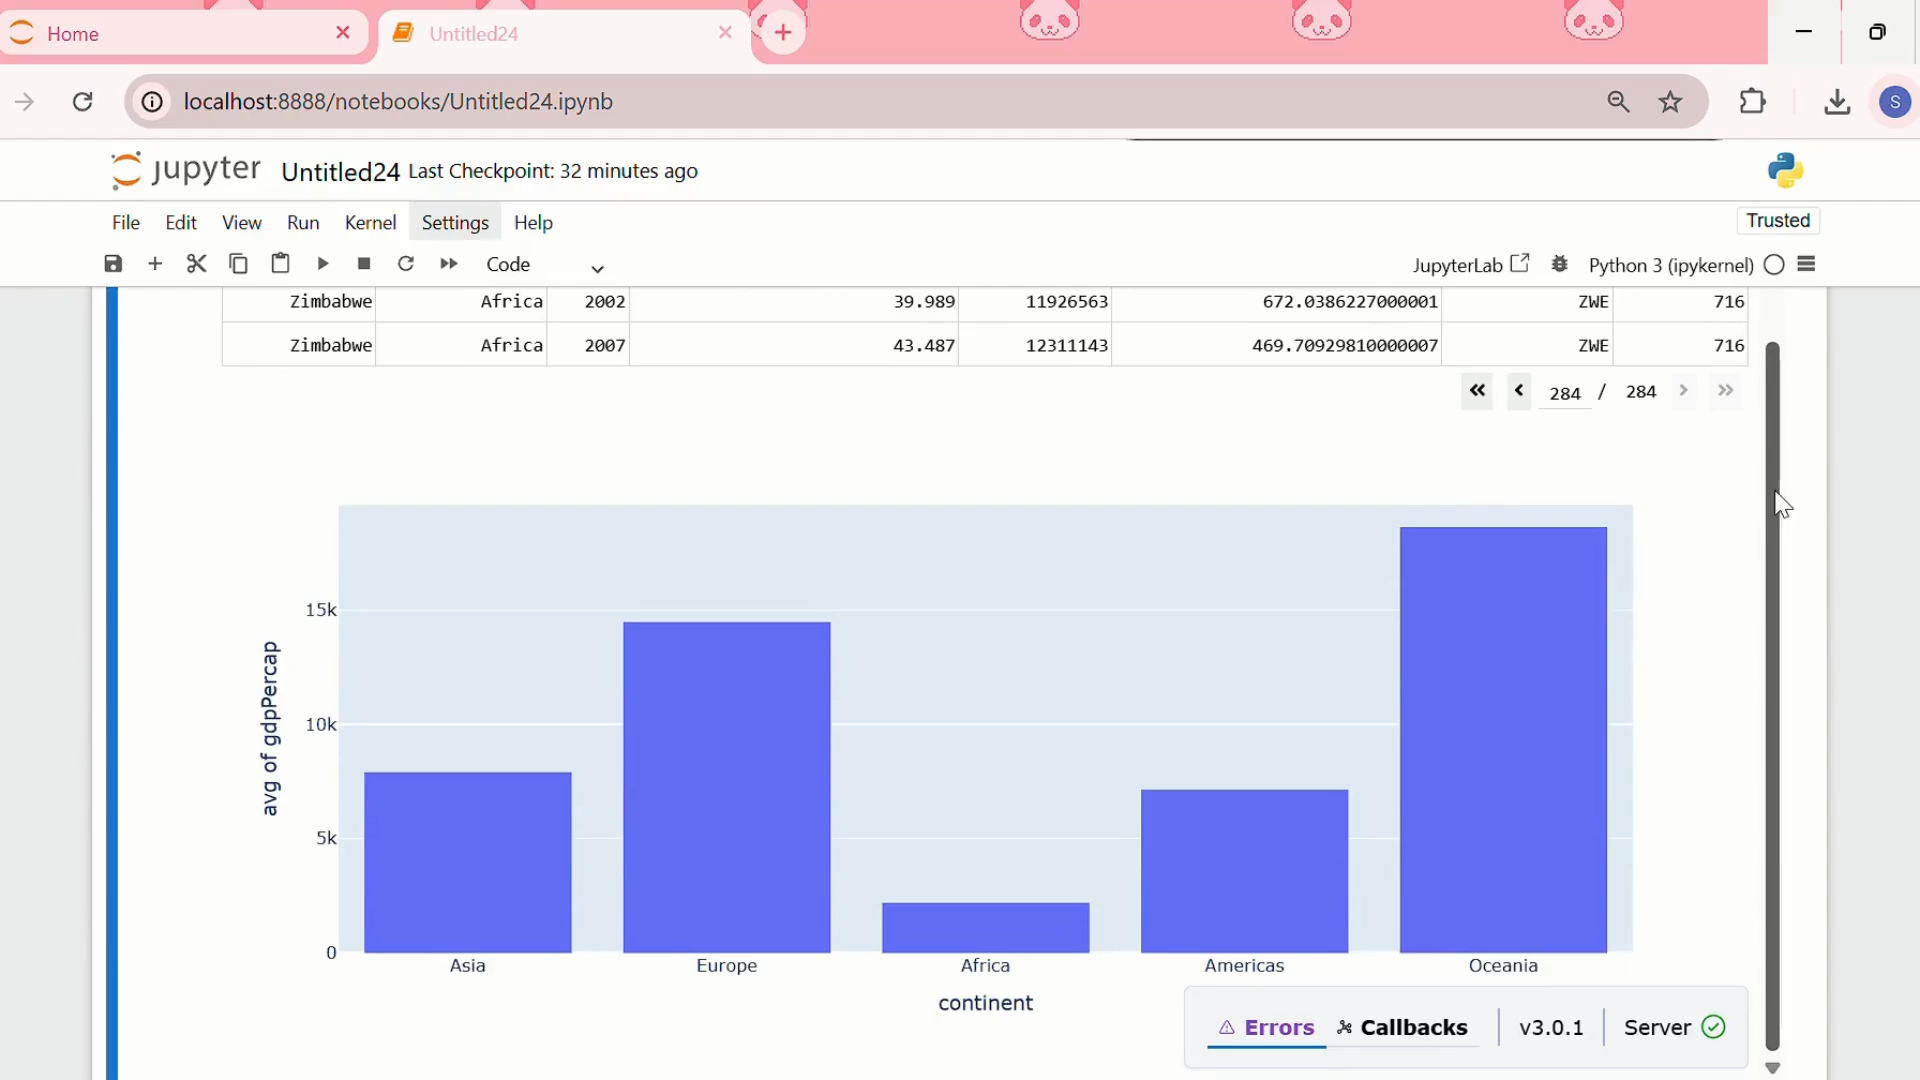 Home
Untitled24
localhost:8888/notebooks/Untitled24.ipynb
S
jupyter Untitled24 Last Checkpoint: 32 minutes ago
File Edit View Run Kernel Settings Help
Trusted
Code
JupyterLab
Python 3 (ipykernel)
Zimbabwe Africa 2002 39.989 11926563 672.0386227000001 ZWE 716
Zimbabwe Africa 2007 43.487 12311143 469.70929810000007 ZWE 716
« ‹ 284 / 284 › »
15k
10k
5k
0
avg of gdpPercap
Asia Europe Africa Americas Oceania
continent
Errors Callbacks v3.0.1 Server